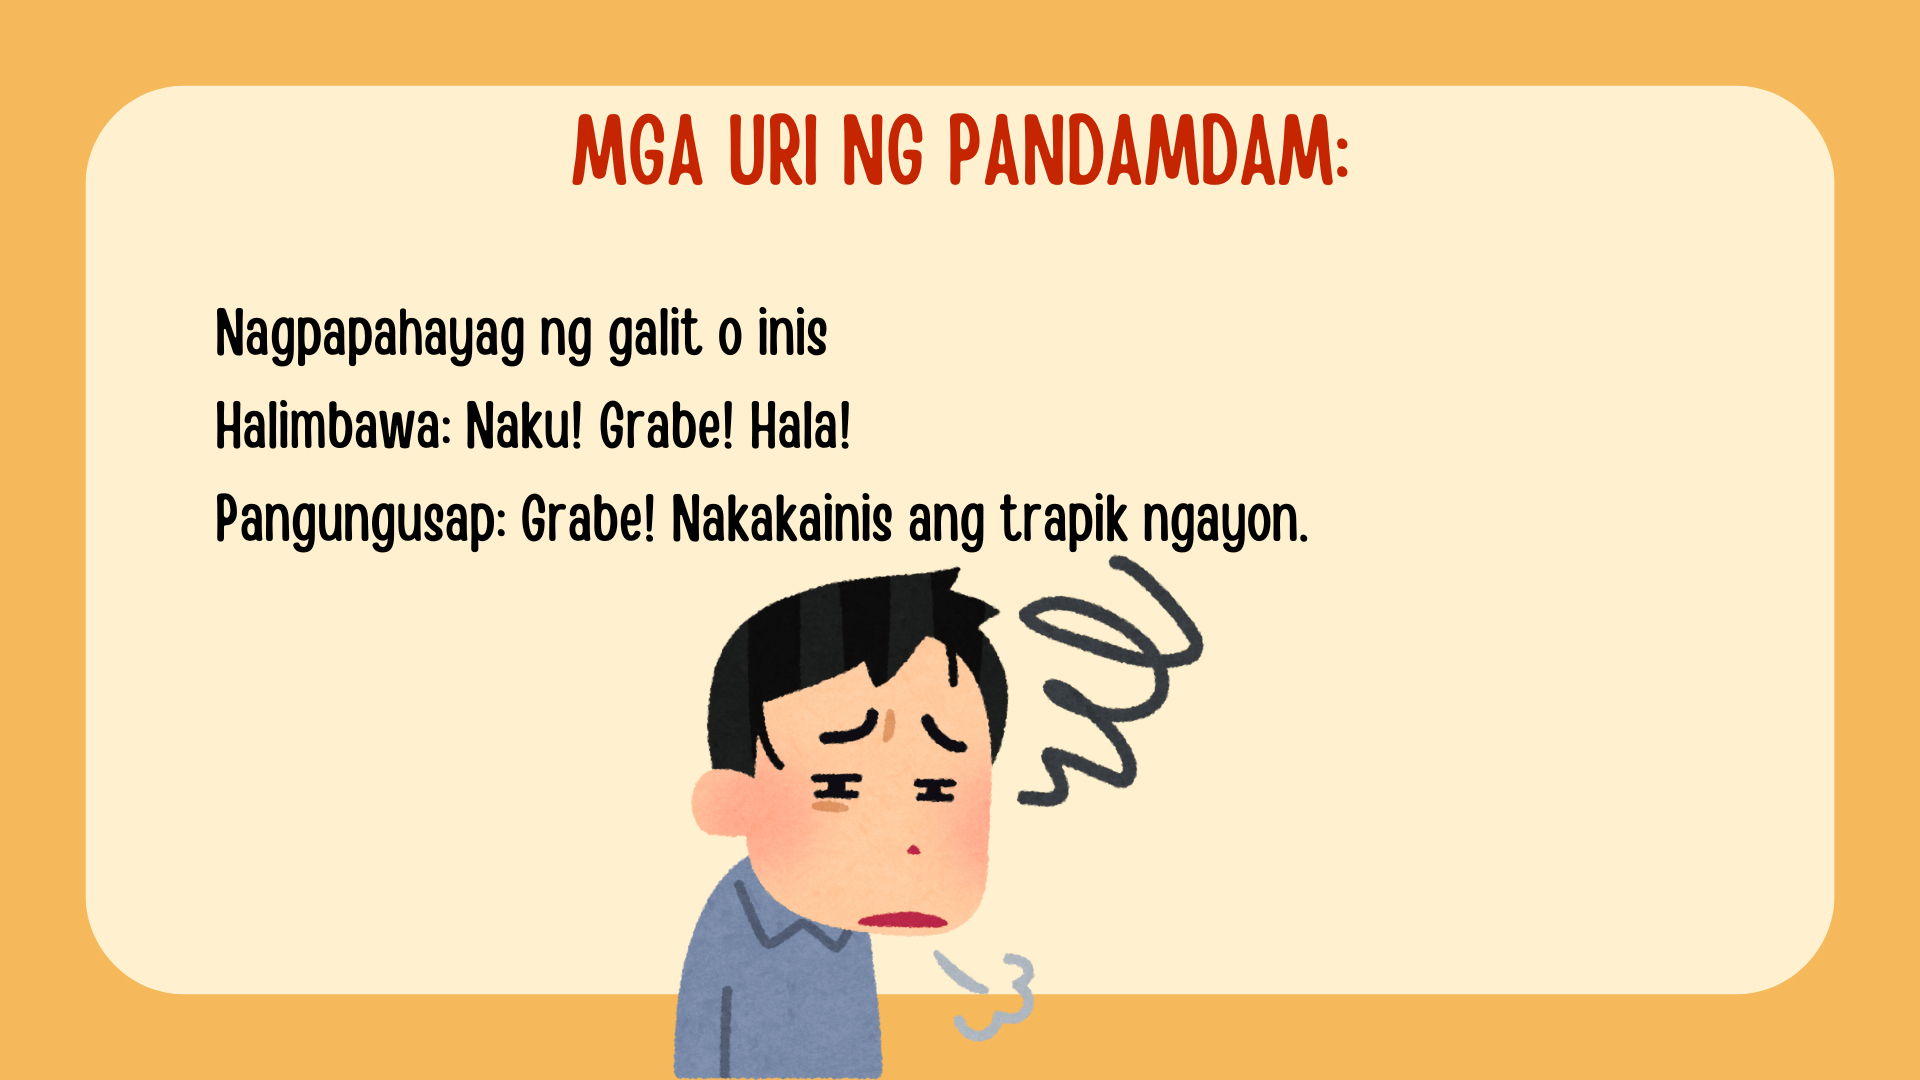 MGA URI NG PANDAMDAM:
Nagpapahayag ng galit o inis
Halimbawa: Naku! Grabe! Hala!
Pangungusap: Grabe! Nakakainis ang trapik ngayon.